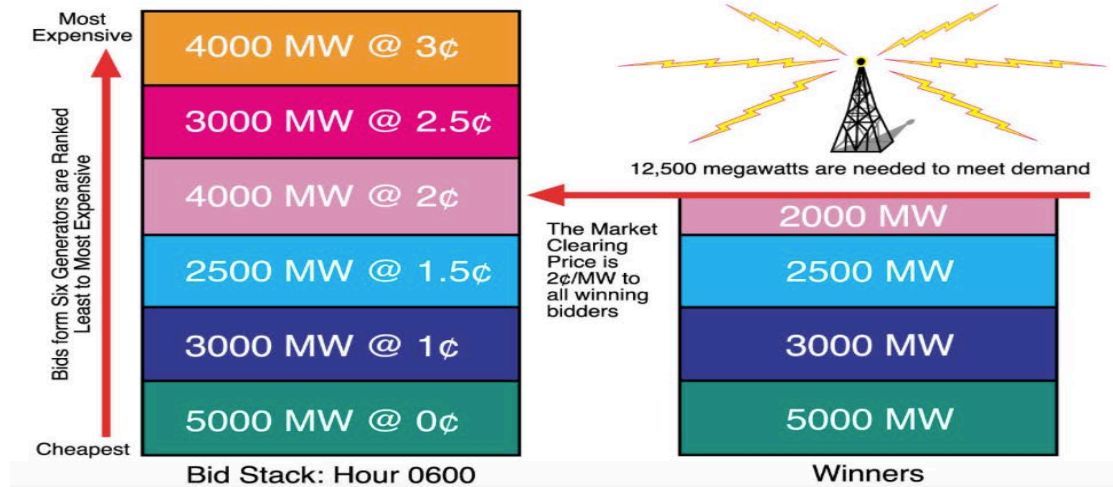 Most
Expensive
Bids form Six Generators are Ranked
Least to Most Expensive
Cheapest
4000 MW @ 3¢
3000 MW @ 2.5¢
4000 MW @ 2¢
2500 MW @ 1.5¢
3000 MW @ 1¢
5000 MW @ 0¢
Bid Stack: Hour 0600
12,500 megawatts are needed to meet demand
The Market
Clearing
Price is
2¢/MW to
all winning
bidders
2000 MW
2500 MW
3000 MW
5000 MW
Winners